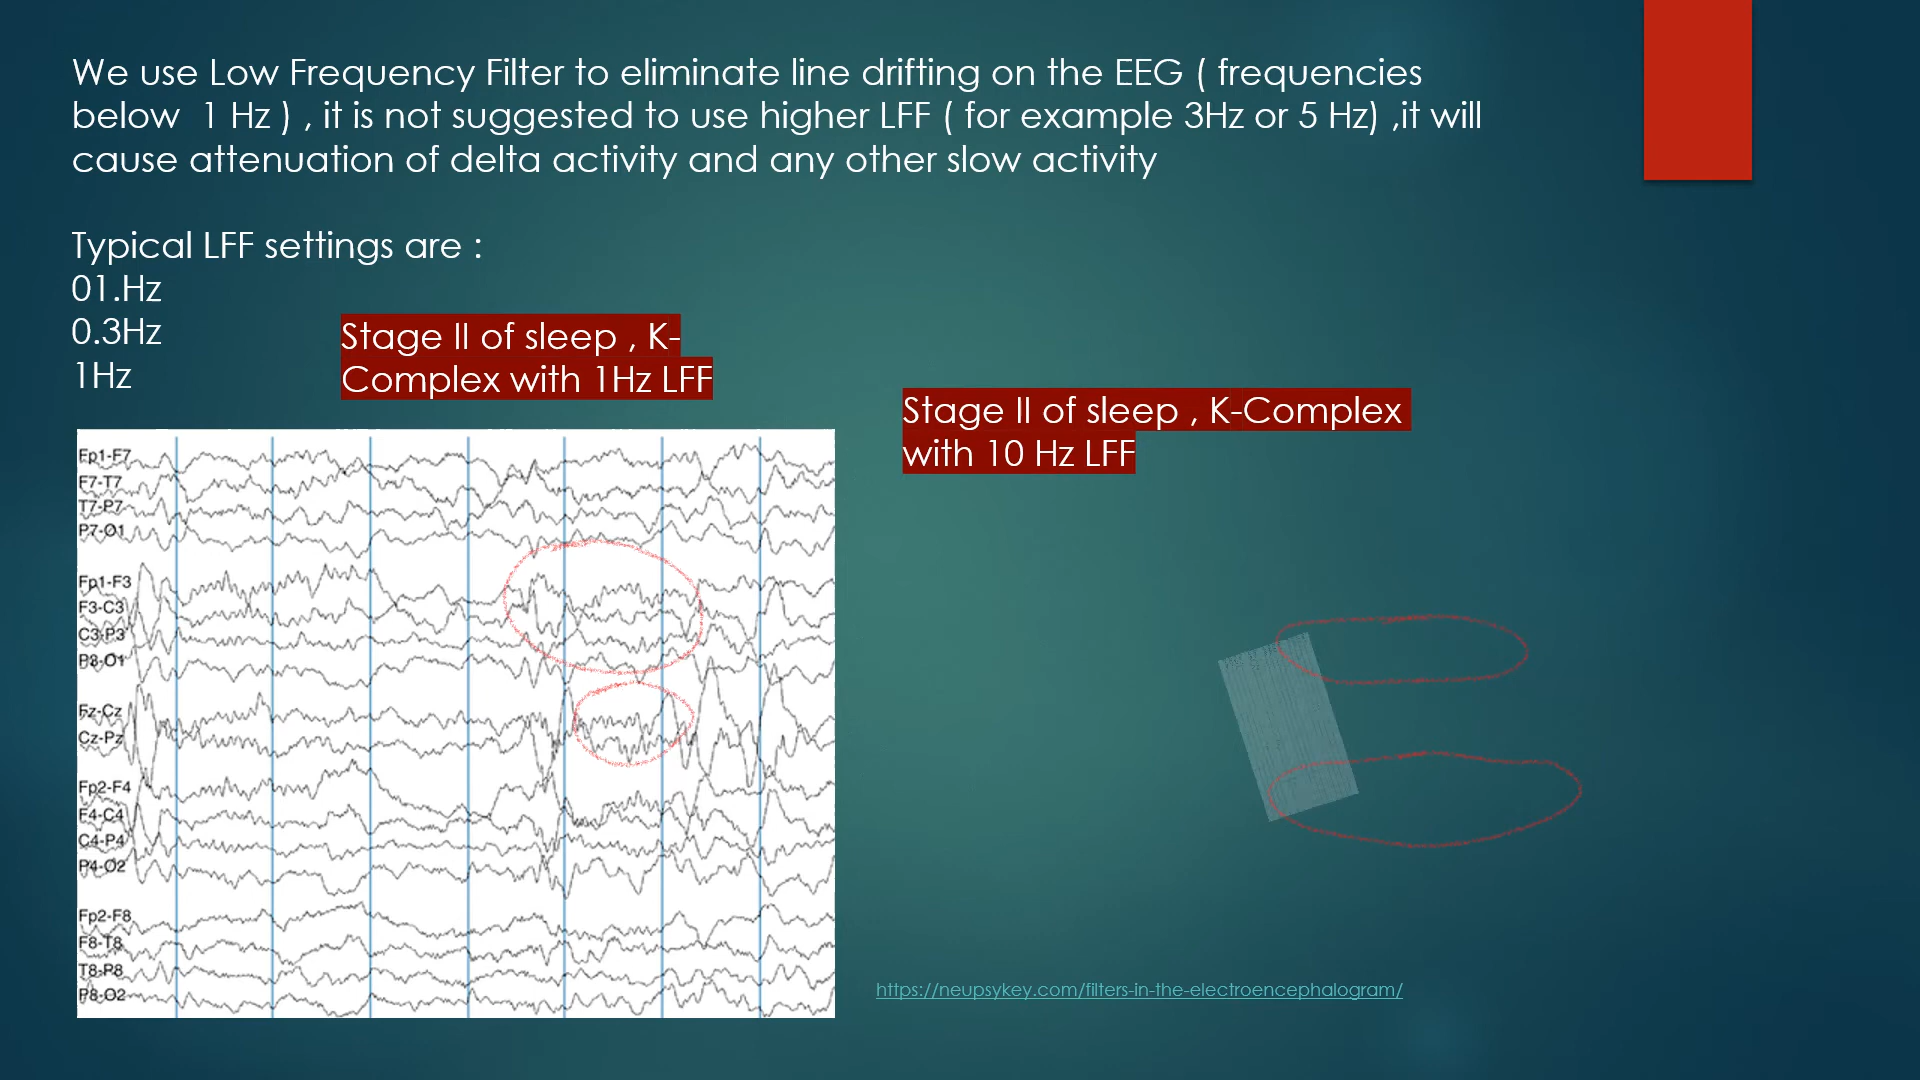 We use Low Frequency Filter to eliminate line drifting on the EEG ( frequencies
below 1 Hz ) , it is not suggested to use higher LFF ( for example 3Hz or 5 Hz) ,it will
cause attenuation of delta activity and any other slow activity
Typical LFF settings are :
01.Hz
0.3Hz
1Hz
Stage II of sleep , K-
Complex with 1Hz LFF
Stage II of sleep , K-Complex
with 10 Hz LFF
Fp1-F7
F7-T7
T7-P7
P7-O1
Fp1-F3
F3-C3
C3-P3
P3-O1
Fz-Cz
Cz-Pz
Fp2-F4
F4-C4
C4-P4
P4-O2
Fp2-F8
F8-T8
T8-P8
P8-O2
https://neupsykey.com/filters-in-the-electroencephalogram/